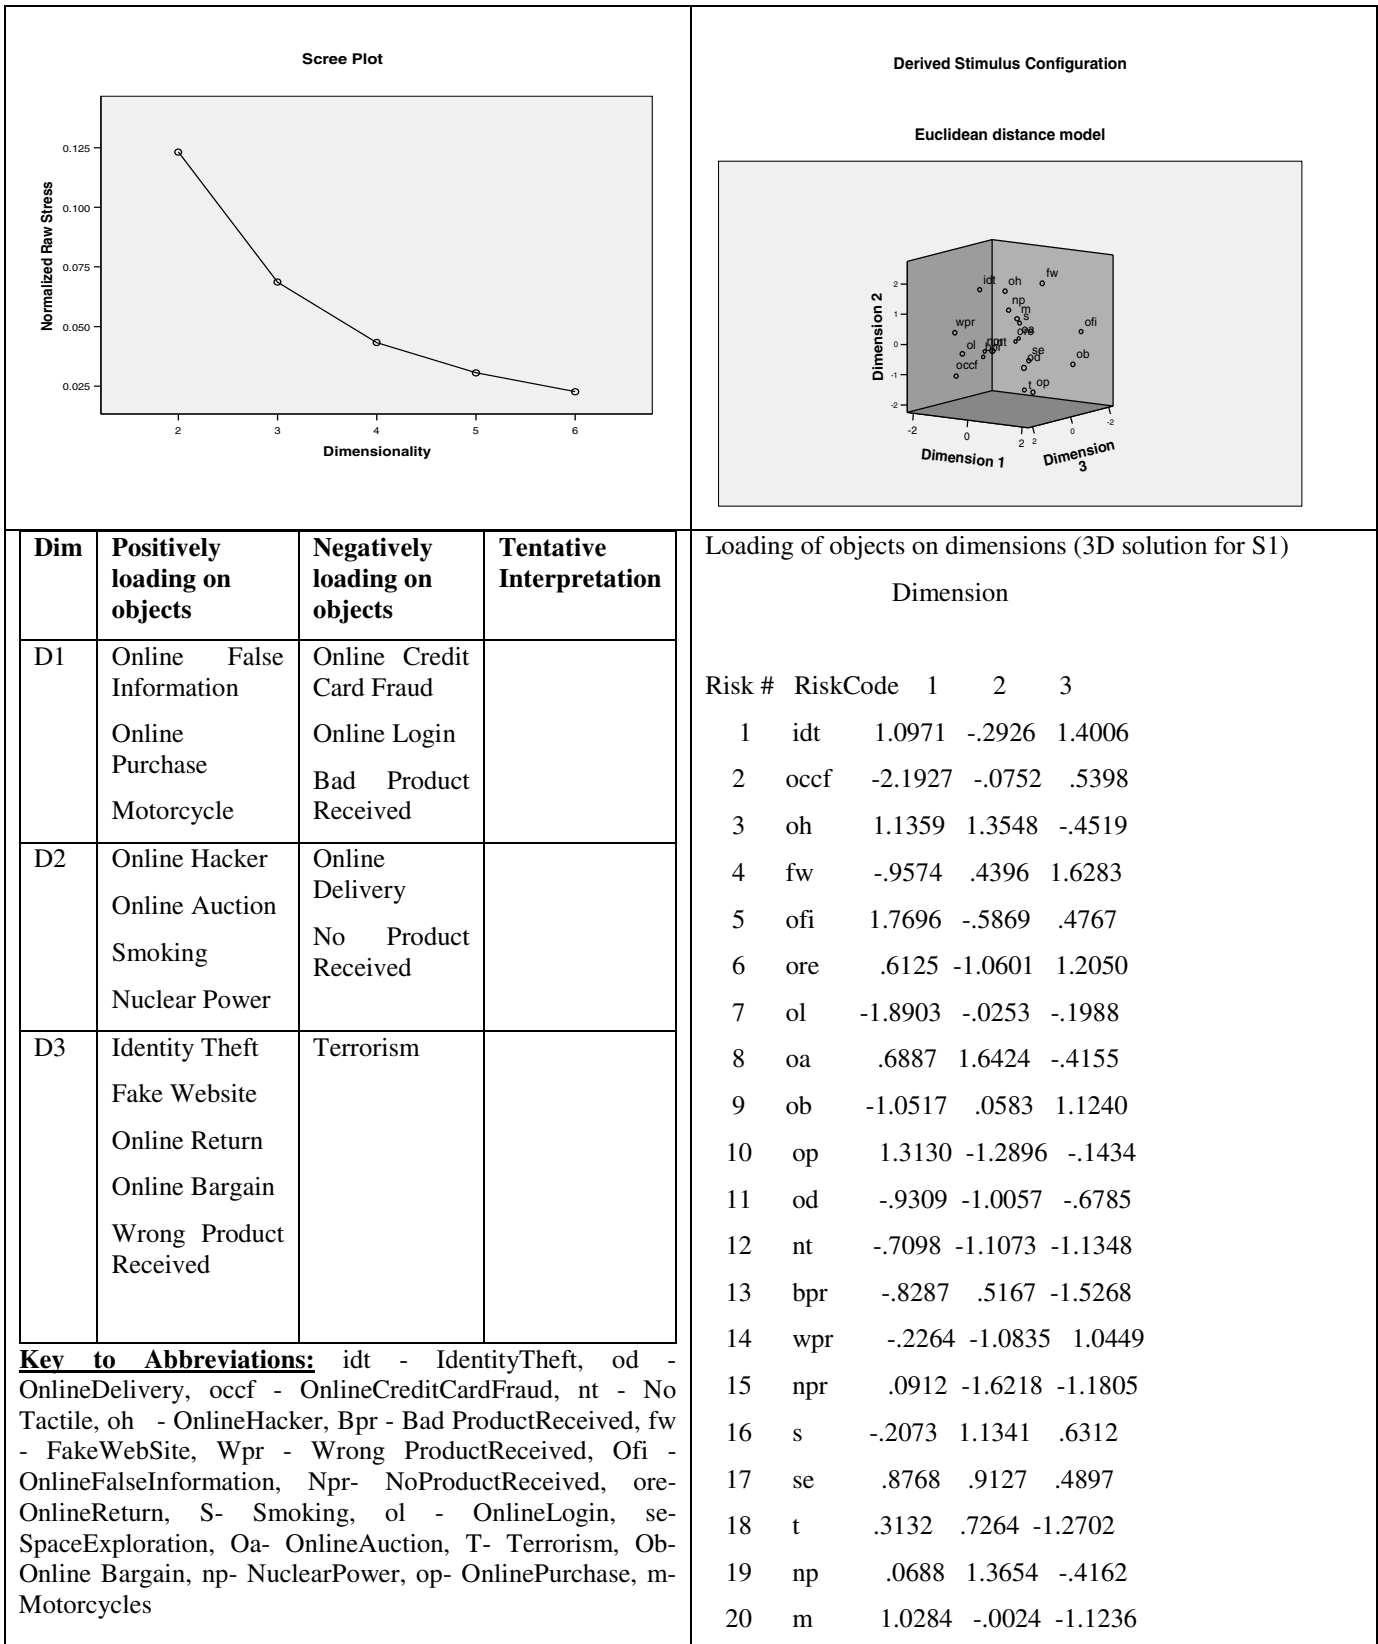 Scree Plot
Normalized Raw Stress
0.125
0.100
0.075
0.050
0.025
2 3 4 5 6
Dimensionality
Derived Stimulus Configuration
Euclidean distance model
Dimension 2
2
1
0
-1
-2
idt oh fw
np
m
s
wpr
ofi
ol
occf
se
od
ob
t op
-2 0 2
2 0 -2
Dimension 1
Dimension
3
Dim Positively Negatively Tentative
loading on loading on Interpretation
objects objects
D1 Online False Online Credit
Information Card Fraud
Online Online Login
Purchase Bad Product
Motorcycle Received
D2 Online Hacker Online
Online Auction Delivery
Smoking No Product
Nuclear Power Received
D3 Identity Theft Terrorism
Fake Website
Online Return
Online Bargain
Wrong Product
Received
Key to Abbreviations: idt - IdentityTheft, od -
OnlineDelivery, occf - OnlineCreditCardFraud, nt - No
Tactile, oh - OnlineHacker, Bpr - Bad ProductReceived, fw
- FakeWebSite, Wpr - Wrong ProductReceived, Ofi -
OnlineFalseInformation, Npr- NoProductReceived, ore-
OnlineReturn, S- Smoking, ol - OnlineLogin, se-
SpaceExploration, Oa- OnlineAuction, T- Terrorism, Ob-
Online Bargain, np- NuclearPower, op- OnlinePurchase, m-
Motorcycles
Loading of objects on dimensions (3D solution for S1)
Dimension
Risk # RiskCode 1 2 3
1 idt 1.0971 -.2926 1.4006
2 occf -2.1927 -.0752 .5398
3 oh 1.1359 1.3548 -.4519
4 fw -.9574 .4396 1.6283
5 ofi 1.7696 -.5869 .4767
6 ore .6125 -1.0601 1.2050
7 ol -1.8903 -.0253 -.1988
8 oa .6887 1.6424 -.4155
9 ob -1.0517 .0583 1.1240
10 op 1.3130 -1.2896 -.1434
11 od -.9309 -1.0057 -.6785
12 nt -.7098 -1.1073 -1.1348
13 bpr -.8287 .5167 -1.5268
14 wpr -.2264 -1.0835 1.0449
15 npr .0912 -1.6218 -1.1805
16 s -.2073 1.1341 .6312
17 se .8768 .9127 .4897
18 t .3132 .7264 -1.2702
19 np .0688 1.3654 -.4162
20 m 1.0284 -.0024 -1.1236